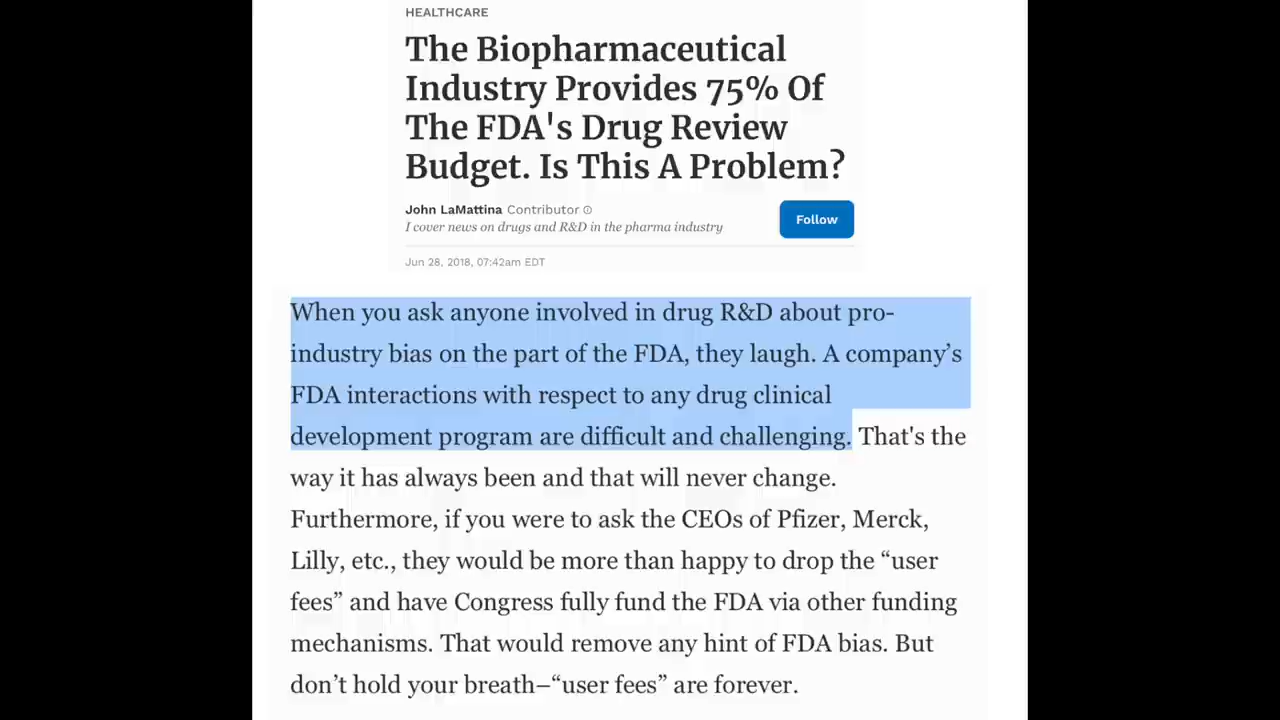 HEALTHCARE
The Biopharmaceutical
Industry Provides 75% Of
The FDA's Drug Review
Budget. Is This A Problem?
John LaMattina Contributor
I cover news on drugs and R&D in the pharma industry
Follow
Jun 28, 2018, 07:42am EDT
When you ask anyone involved in drug R&D about pro-
industry bias on the part of the FDA, they laugh. A company’s
FDA interactions with respect to any drug clinical
development program are difficult and challenging. That's the
way it has always been and that will never change.
Furthermore, if you were to ask the CEOs of Pfizer, Merck,
Lilly, etc., they would be more than happy to drop the “user
fees” and have Congress fully fund the FDA via other funding
mechanisms. That would remove any hint of FDA bias. But
don’t hold your breath–“user fees” are forever.